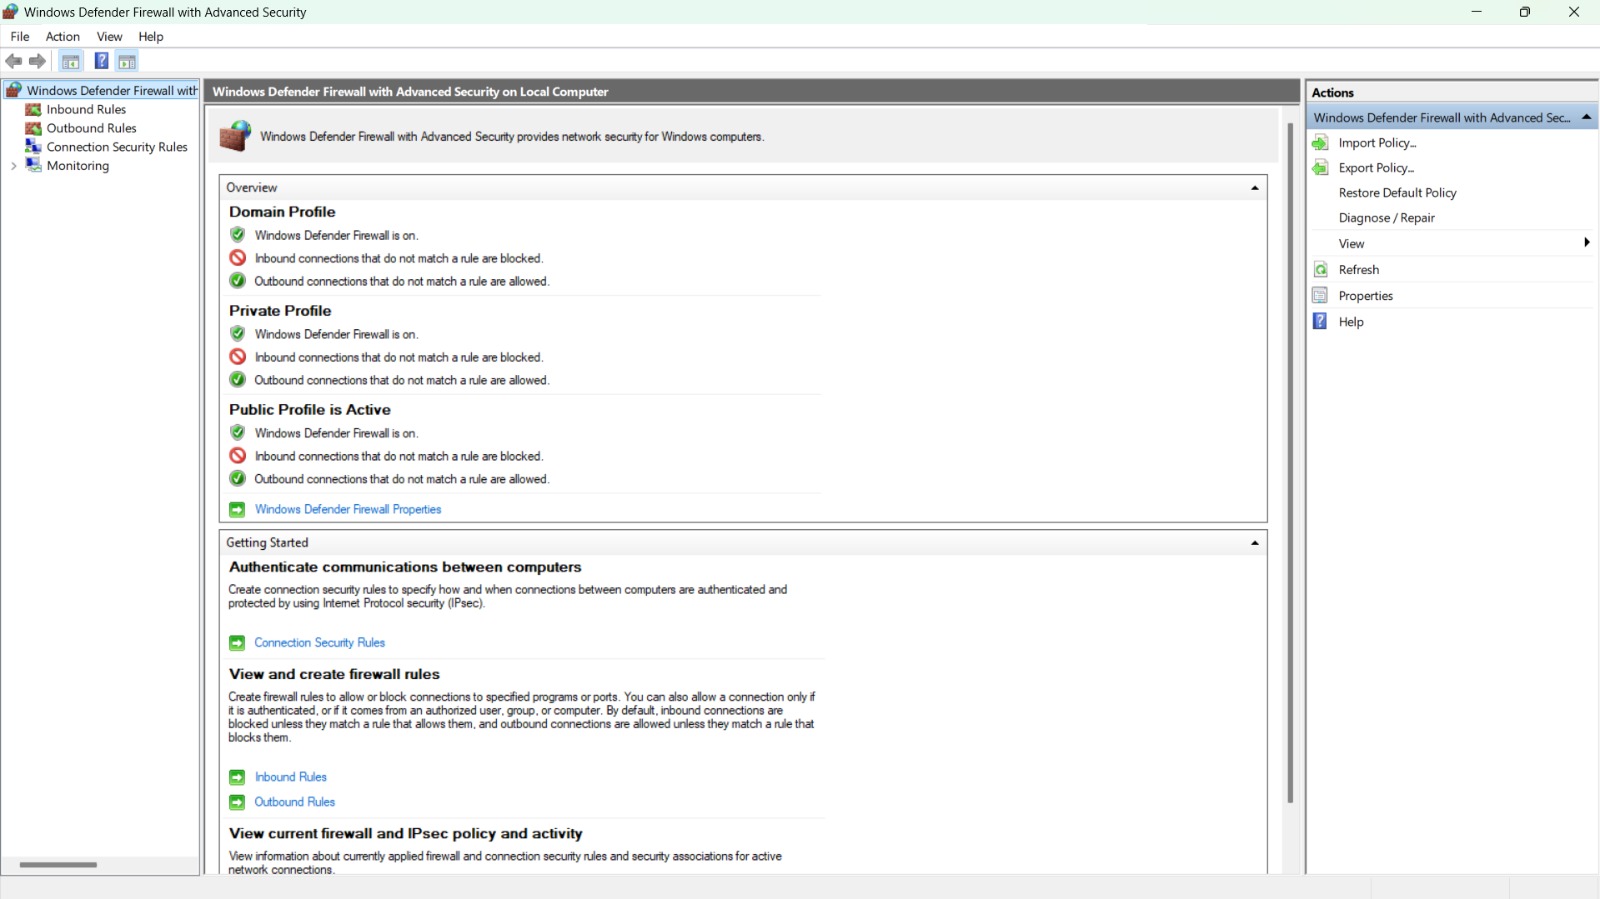 Windows Defender Firewall with Advanced Security
File Action View Help
Windows Defender Firewall with
Inbound Rules
Outbound Rules
Connection Security Rules
Monitoring
Windows Defender Firewall with Advanced Security on Local Computer
Windows Defender Firewall with Advanced Security provides network security for Windows computers.
Overview
Domain Profile
Windows Defender Firewall is on.
Inbound connections that do not match a rule are blocked.
Outbound connections that do not match a rule are allowed.
Private Profile
Windows Defender Firewall is on.
Inbound connections that do not match a rule are blocked.
Outbound connections that do not match a rule are allowed.
Public Profile is Active
Windows Defender Firewall is on.
Inbound connections that do not match a rule are blocked.
Outbound connections that do not match a rule are allowed.
Windows Defender Firewall Properties
Getting Started
Authenticate communications between computers
Create connection security rules to specify how and when connections between computers are authenticated and
protected by using Internet Protocol security (IPsec).
Connection Security Rules
View and create firewall rules
Create firewall rules to allow or block connections to specified programs or ports. You can also allow a connection only if
it is authenticated, or if it comes from an authorized user, group, or computer. By default, inbound connections are
blocked unless they match a rule that allows them, and outbound connections are allowed unless they match a rule that
blocks them.
Inbound Rules
Outbound Rules
View current firewall and IPsec policy and activity
View information about currently applied firewall and connection security rules and security associations for active
network connections.
Actions
Windows Defender Firewall with Advanced Sec...
Import Policy...
Export Policy...
Restore Default Policy
Diagnose / Repair
View
Refresh
Properties
Help